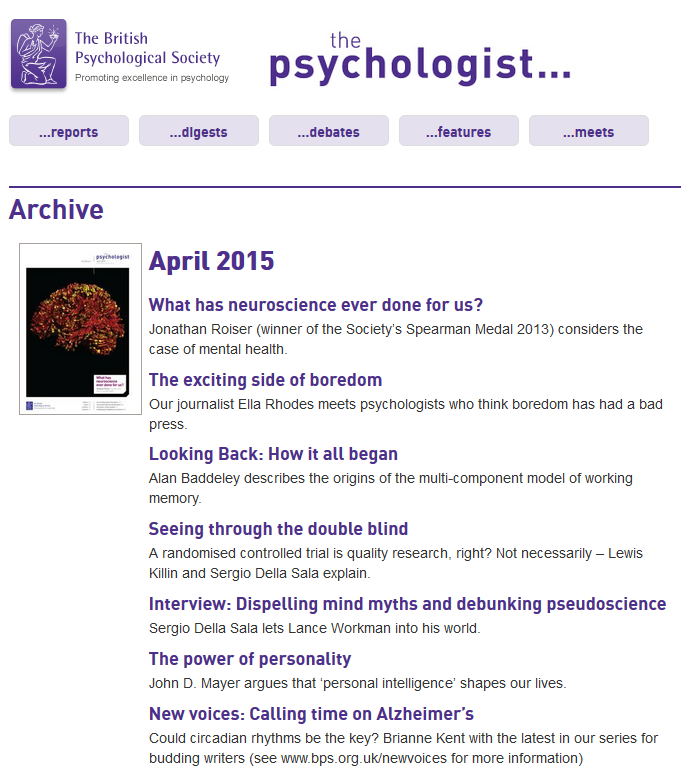 The British
Psychological Society
Promoting excellence in psychology
the
psychologist...
...reports
...digests
...debates
...features
...meets
Archive
psychologist
What has
neuroscience
ever done for us?
April 2015
What has neuroscience ever done for us?
Jonathan Roiser (winner of the Society’s Spearman Medal 2013) considers the
case of mental health.
The exciting side of boredom
Our journalist Ella Rhodes meets psychologists who think boredom has had a bad
press.
Looking Back: How it all began
Alan Baddeley describes the origins of the multi-component model of working
memory.
Seeing through the double blind
A randomised controlled trial is quality research, right? Not necessarily – Lewis
Killin and Sergio Della Sala explain.
Interview: Dispelling mind myths and debunking pseudoscience
Sergio Della Sala lets Lance Workman into his world.
The power of personality
John D. Mayer argues that ‘personal intelligence’ shapes our lives.
New voices: Calling time on Alzheimer’s
Could circadian rhythms be the key? Brianne Kent with the latest in our series for
budding writers (see www.bps.org.uk/newvoices for more information)